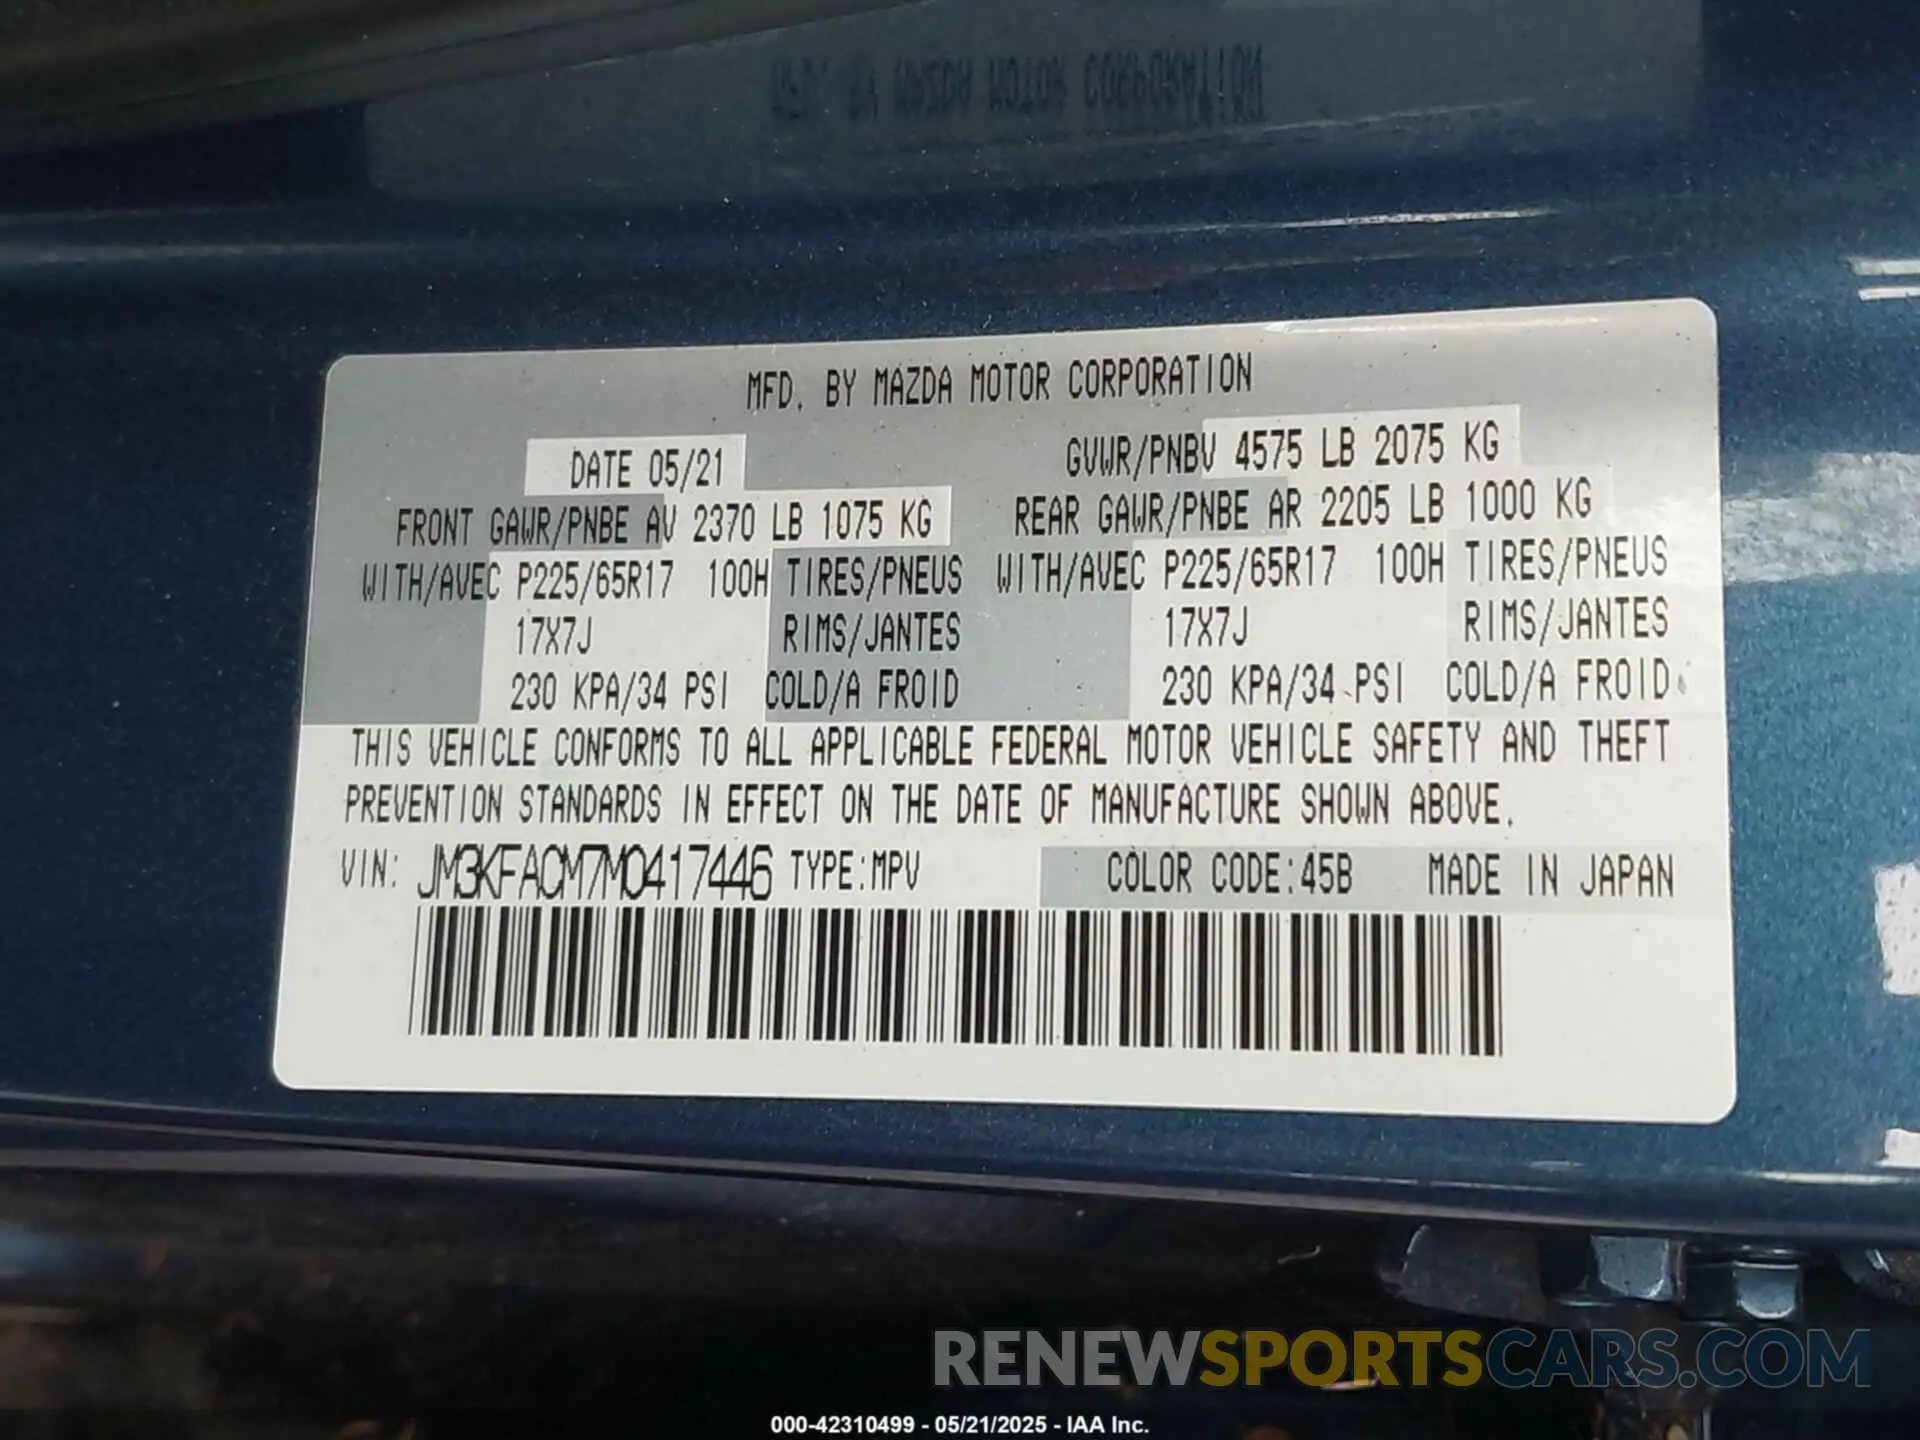 MFD. BY MAZDA MOTOR CORPORATION
DATE 05/21 GVWR/PNBV 4575 LB 2075 KG
FRONT GAWR/PNBE AV 2370 LB 1075 KG REAR GAWR/PNBE AR 2205 LB 1000 KG
WITH/AVEC P225/65R17 100H TIRES/PNEUS WITH/AVEC P225/65R17 100H TIRES/PNEUS
17X7J RIMS/JANTES 17X7J RIMS/JANTES
230 KPA/34 PSI COLD/A FROID 230 KPA/34 PSI COLD/A FROID
THIS VEHICLE CONFORMS TO ALL APPLICABLE FEDERAL MOTOR VEHICLE SAFETY AND THEFT
PREVENTION STANDARDS IN EFFECT ON THE DATE OF MANUFACTURE SHOWN ABOVE.
VIN: JM3KFACM7M0417446 TYPE:MPV COLOR CODE:45B MADE IN JAPAN
RENEWSPORTSCARS.COM
000-42310499 - 05/21/2025 - IAA Inc.